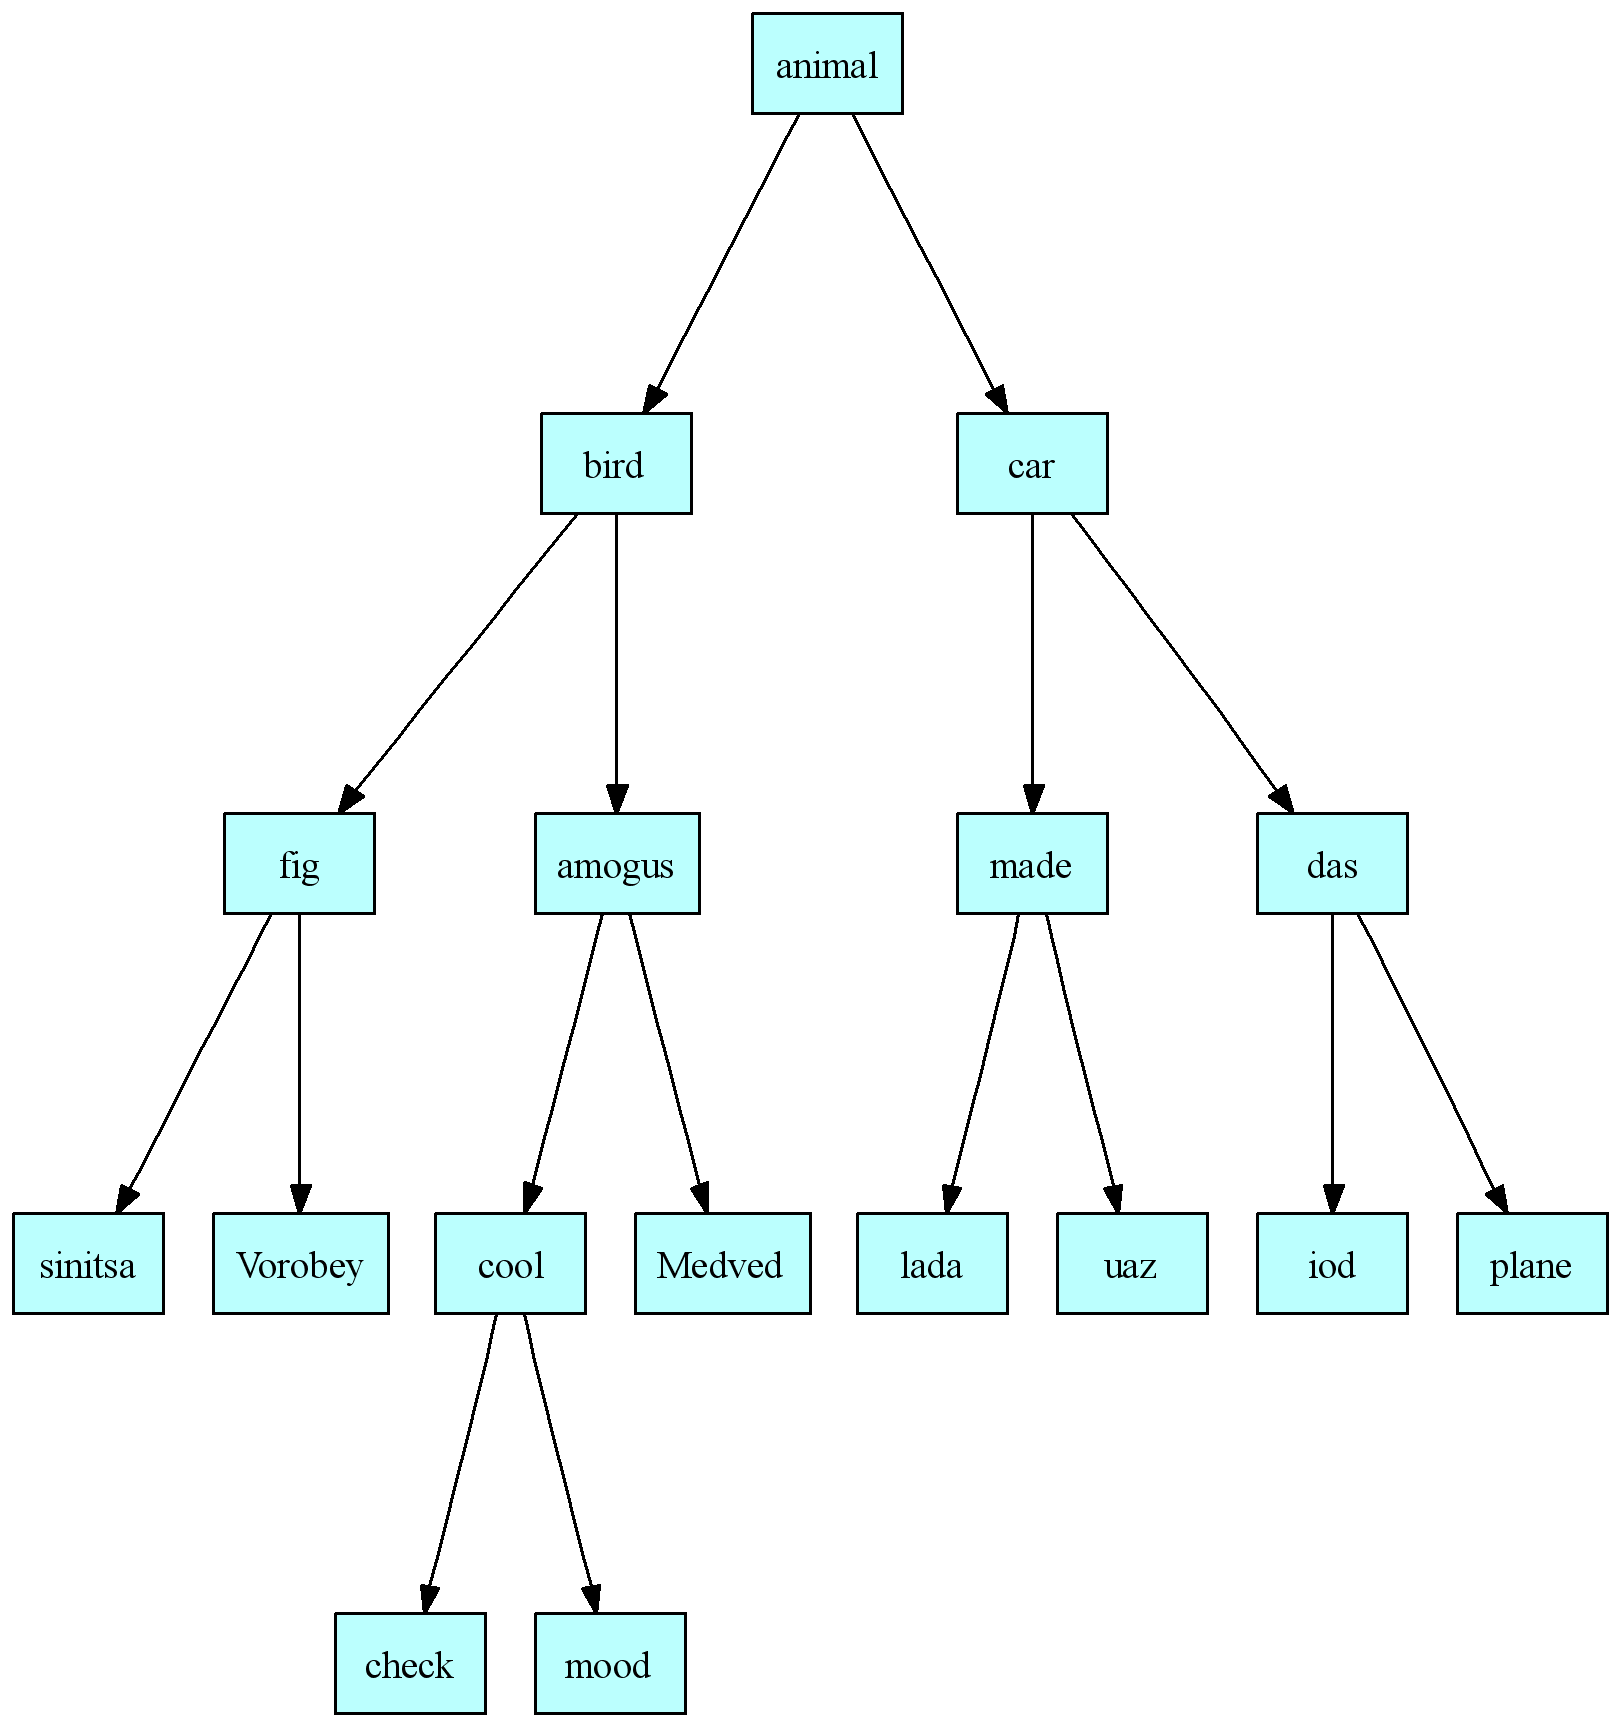 animal
bird
car
fig
amogus
made
das
sinitsa
Vorobey
cool
Medved
lada
uaz
iod
plane
check
mood